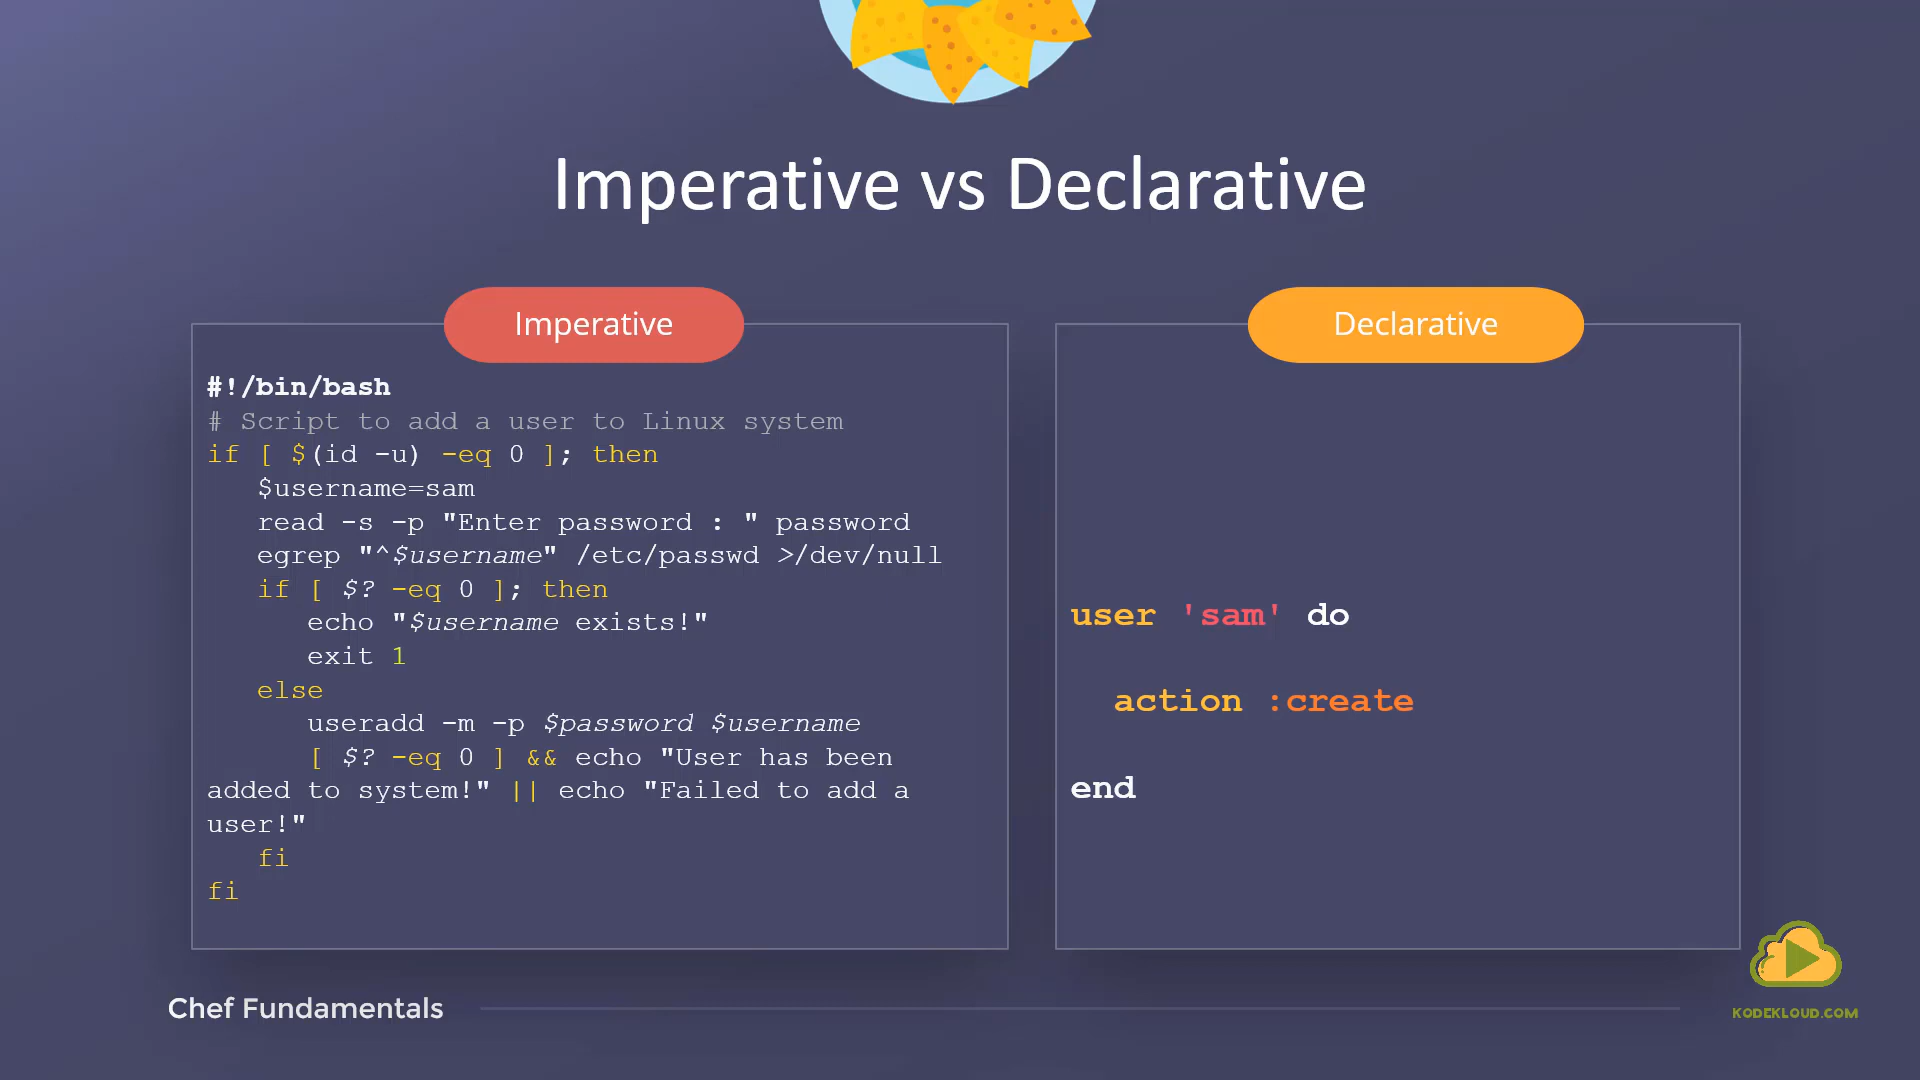 Imperative vs Declarative
Imperative
#!/bin/bash
# Script to add a user to Linux system
if [ $(id -u) -eq 0 ]; then
   $username=sam
   read -s -p "Enter password : " password
   egrep "^$username" /etc/passwd >/dev/null
   if [ $? -eq 0 ]; then
      echo "$username exists!"
      exit 1
   else
      useradd -m -p $password $username
      [ $? -eq 0 ] && echo "User has been
added to system!" || echo "Failed to add a
user!"
   fi
fi
Declarative
user 'sam' do
  action :create
end
Chef Fundamentals
KODEKLOUD.COM